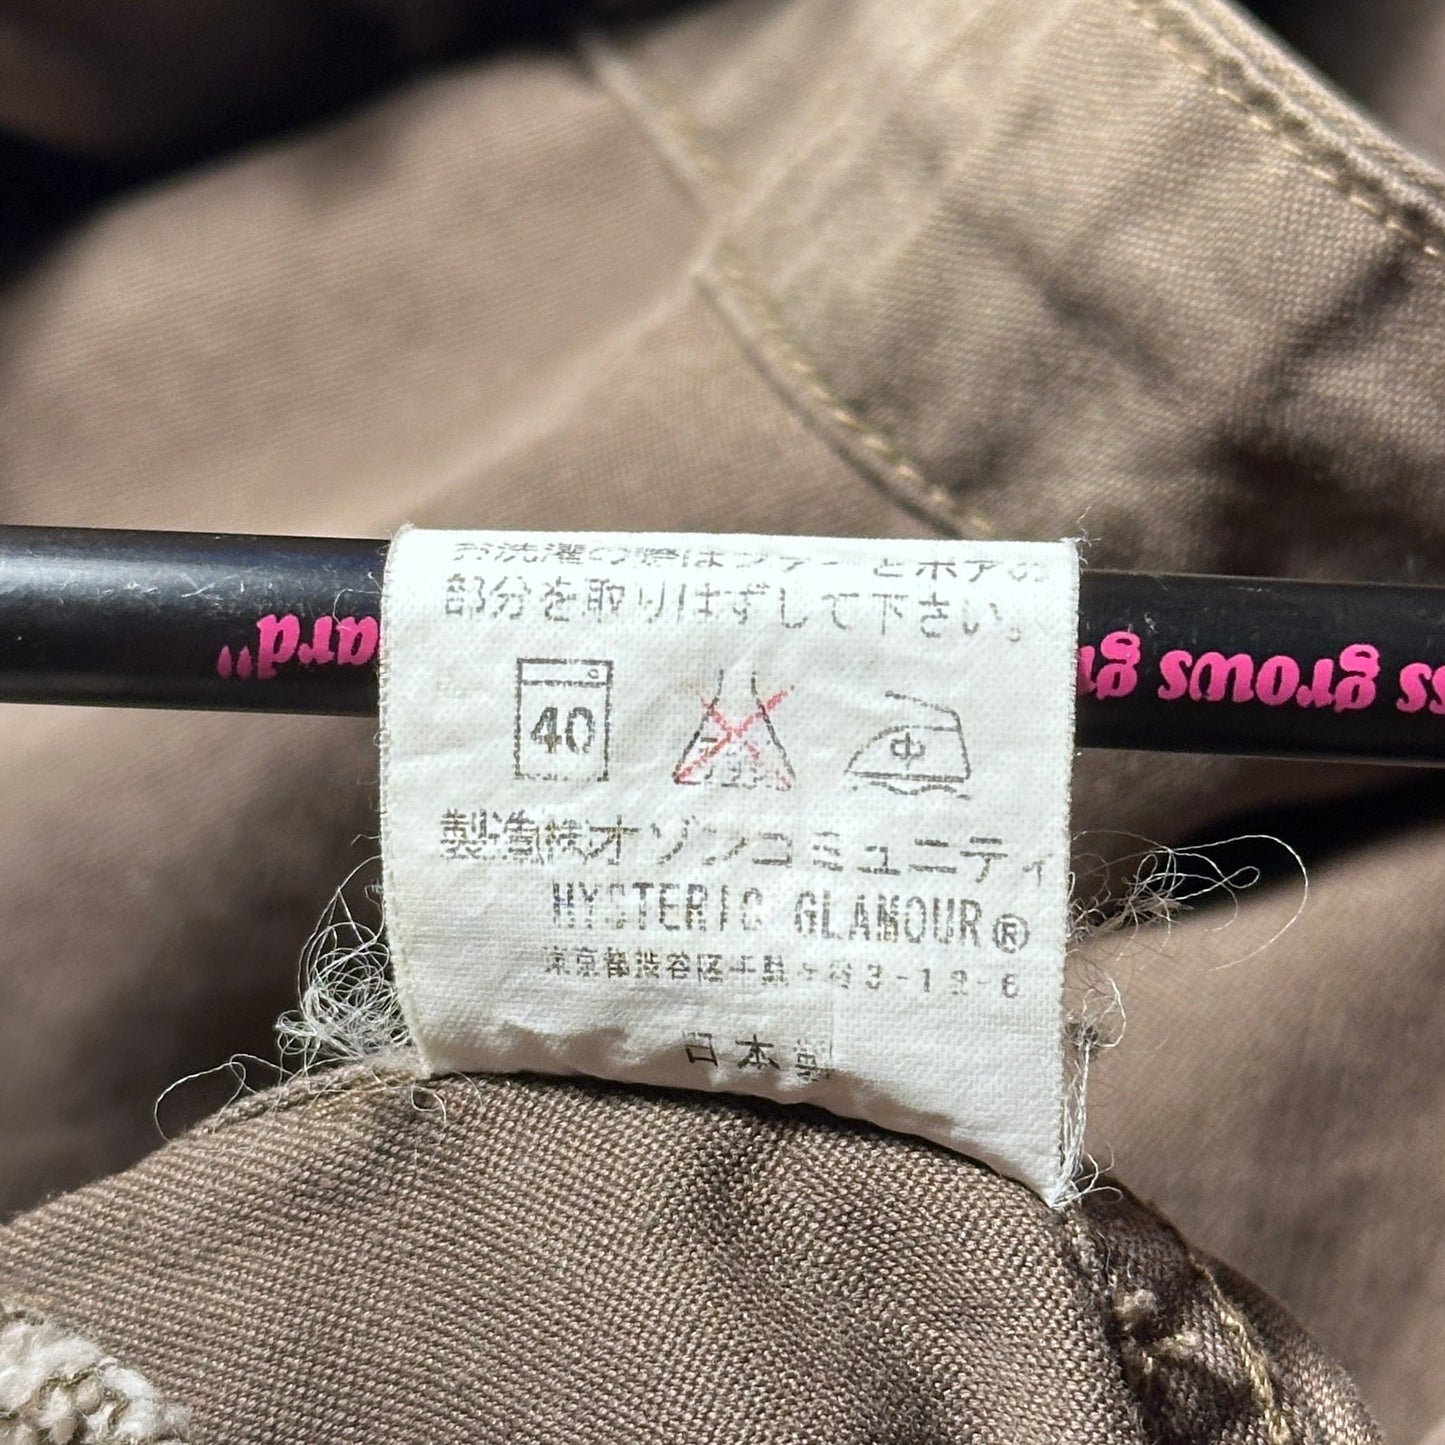 お洗濯の際はファーとボアの
部分を取りはずして下さい。
40
中
製造㈱オゾンコミュニティ
HYSTERIC GLAMOUR®
東京都渋谷区千駄ヶ谷3-19-6
日本製
ss grows
ard"